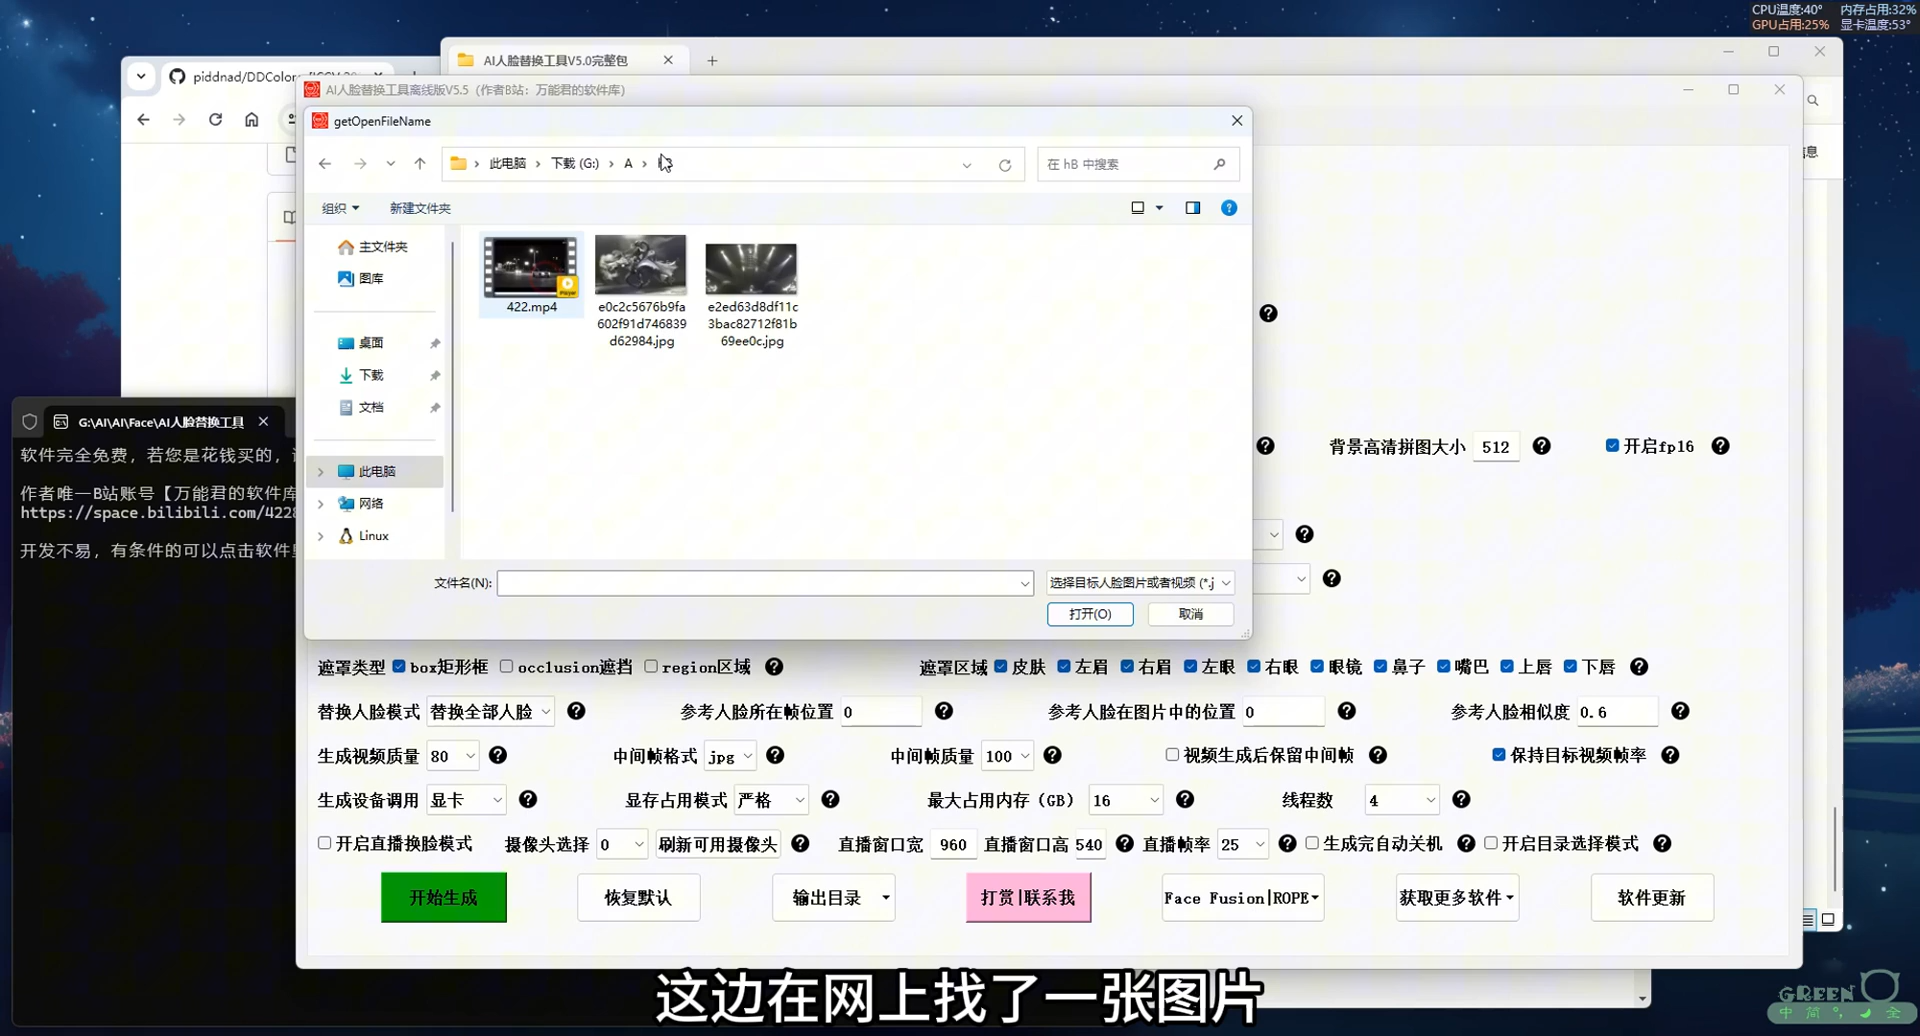 CPU温度:40° 内存占用:32%
GPU占用:25% 显卡温度:53°
AI人脸替换工具V5.0完整包
piddnad/DDColor
AI人脸替换工具离线版V5.5（作者B站：万能君的软件库）
getOpenFileName
此电脑 › 下载 (G:) › A ›
在 hB 中搜索
息
组织 新建文件夹
主文件夹
图库
桌面
下载
文档
此电脑
网络
Linux
422.mp4
e0c2c5676b9fa
602f91d746839
d62984.jpg
e2ed63d8df11c
3bac82712f81b
69ee0c.jpg
文件名(N):
选择目标人脸图片或者视频 (*.j
打开(O) 取消
G:\AI\AI\Face\AI人脸替换工具
软件完全免费，若您是花钱买的，
作者唯一B站账号【万能君的软件库
https://space.bilibili.com/4228
开发不易，有条件的可以点击软件
背景高清拼图大小 512 开启fp16
遮罩类型 box矩形框 occlusion遮挡 region区域 遮罩区域 皮肤 左眉 右眉 左眼 右眼 眼镜 鼻子 嘴巴 上唇 下唇
替换人脸模式 替换全部人脸 参考人脸所在帧位置 0 参考人脸在图片中的位置 0 参考人脸相似度 0.6
生成视频质量 80 中间帧格式 jpg 中间帧质量 100 视频生成后保留中间帧 保持目标视频帧率
生成设备调用 显卡 显存占用模式 严格 最大占用内存（GB） 16 线程数 4
开启直播换脸模式 摄像头选择 0 刷新可用摄像头 直播窗口宽 960 直播窗口高 540 直播帧率 25 生成完自动关机 开启目录选择模式
开始生成 恢复默认 输出目录 打赏|联系我 Face Fusion|ROPE 获取更多软件 软件更新
这边在网上找了一张图片
GREEN
中 简 °, 全